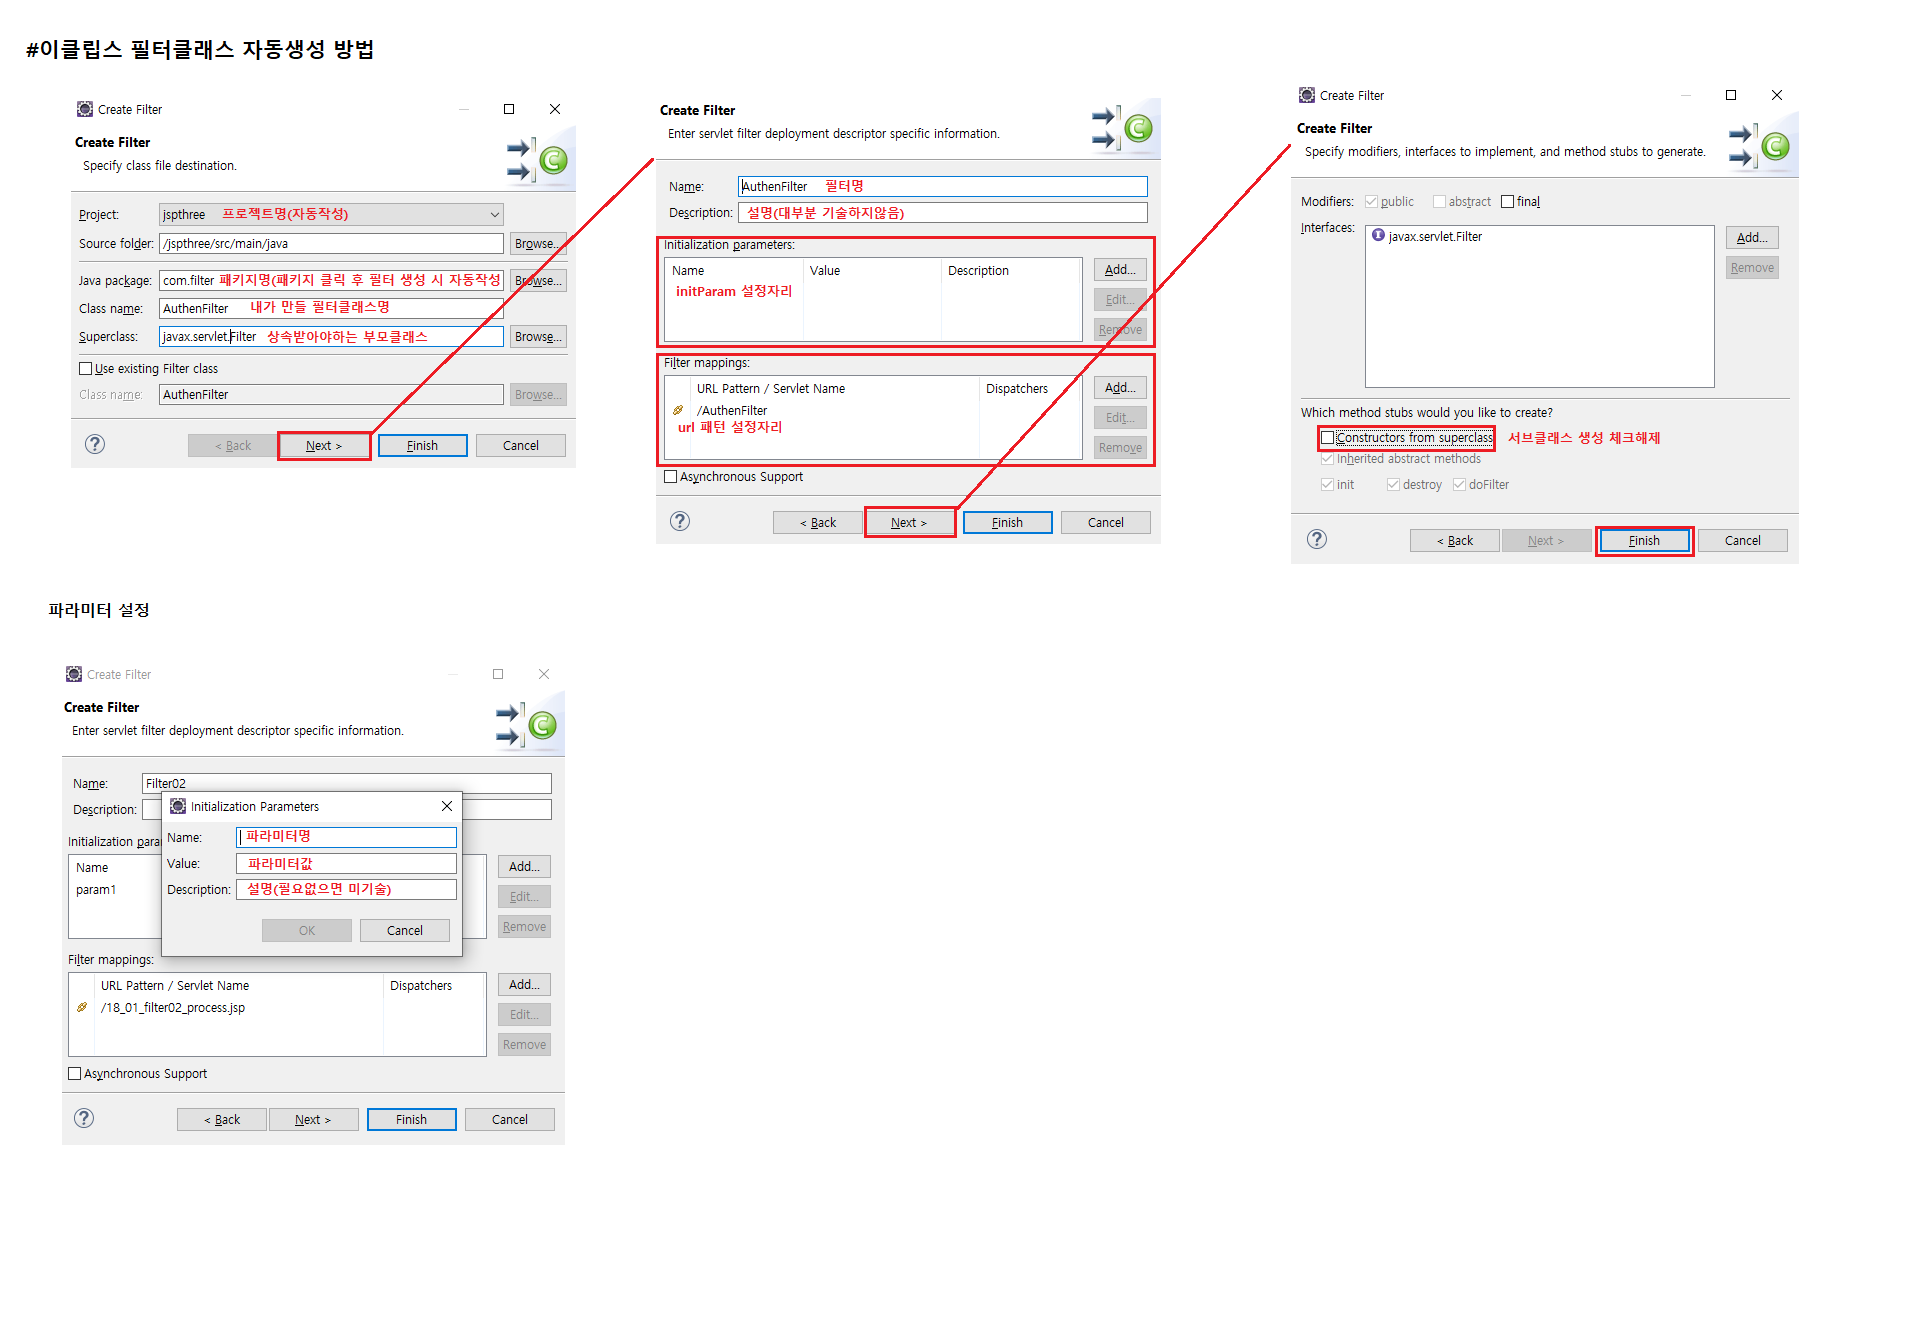 #이클립스 필터클래스 자동생성 방법
Create Filter
Create Filter
Specify class file destination.
Project: jspthree 프로젝트명(자동작성)
Source folder: /jspthree/src/main/java Browse...
Java package: com.filter 패키지명(패키지 클릭 후 필터 생성 시 자동작성 Browse...
Class name: AuthenFilter 내가 만들 필터클래스명
Superclass: javax.servlet.Filter 상속받아야하는 부모클래스 Browse...
Use existing Filter class
Class name: AuthenFilter Browse...
? < Back Next > Finish Cancel
Create Filter
Enter servlet filter deployment descriptor specific information.
Name: AuthenFilter 필터명
Description: 설명(대부분 기술하지않음)
Initialization parameters:
Name Value Description Add...
initParam 설정자리
Edit...
Remove
Filter mappings:
URL Pattern / Servlet Name Dispatchers Add...
/AuthenFilter
Edit...
url 패턴 설정자리
Remove
Asynchronous Support
? < Back Next > Finish Cancel
Create Filter
Create Filter
Specify modifiers, interfaces to implement, and method stubs to generate.
Modifiers: public abstract final
Interfaces: javax.servlet.Filter Add...
Remove
Which method stubs would you like to create?
Constructors from superclass 서브클래스 생성 체크해제
Inherited abstract methods
init destroy doFilter
? < Back Next > Finish Cancel
파라미터 설정
Create Filter
Create Filter
Enter servlet filter deployment descriptor specific information.
Name: Filter02
Description:
Initialization para
Name Add...
param1 Edit...
Remove
Initialization Parameters
Name: 파라미터명
Value: 파라미터값
Description: 설명(필요없으면 미기술)
OK Cancel
Filter mappings:
URL Pattern / Servlet Name Dispatchers Add...
/18_01_filter02_process.jsp Edit...
Remove
Asynchronous Support
? < Back Next > Finish Cancel